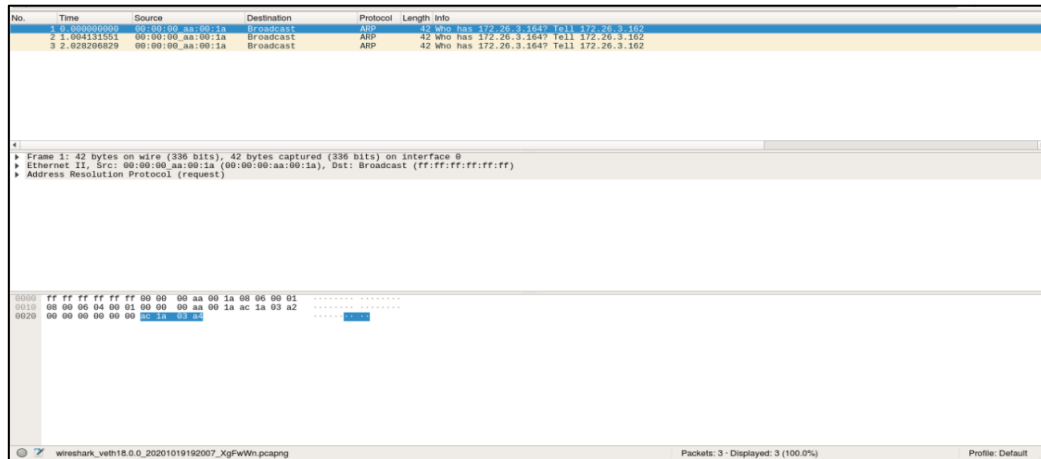 No. Time Source Destination Protocol Length Info
1 0.000000000 00:00:00_aa:00:1a Broadcast ARP 42 Who has 172.26.3.164? Tell 172.26.3.162
2 1.004131551 00:00:00_aa:00:1a Broadcast ARP 42 Who has 172.26.3.164? Tell 172.26.3.162
3 2.028206829 00:00:00_aa:00:1a Broadcast ARP 42 Who has 172.26.3.164? Tell 172.26.3.162
Frame 1: 42 bytes on wire (336 bits), 42 bytes captured (336 bits) on interface 0
Ethernet II, Src: 00:00:00_aa:00:1a (00:00:00:aa:00:1a), Dst: Broadcast (ff:ff:ff:ff:ff:ff)
Address Resolution Protocol (request)
0000 ff ff ff ff ff ff 00 00 00 aa 00 1a 08 06 00 01 ········ ········
0010 08 00 06 04 00 01 00 00 00 aa 00 1a ac 1a 03 a2 ········ ········
0020 00 00 00 00 00 00 ac 1a 03 a4 ········ ··
wireshark_veth18.0.0_20201019192007_XgFwWn.pcapng Packets: 3 · Displayed: 3 (100.0%) Profile: Default